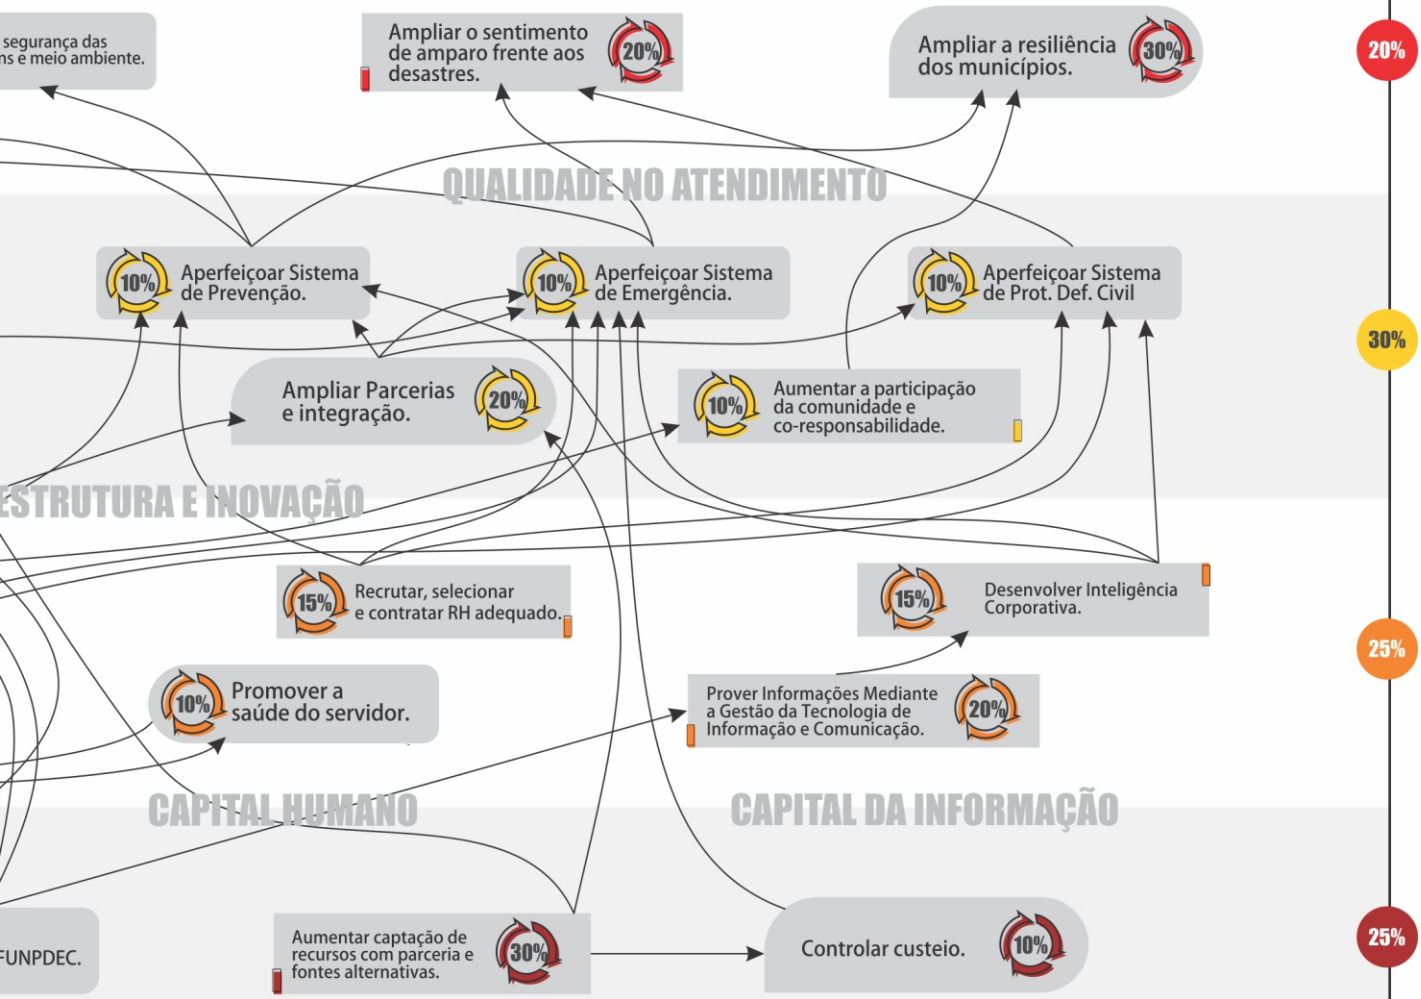 segurança das
ns e meio ambiente.
Ampliar o sentimento
de amparo frente aos
desastres.
20%
Ampliar a resiliência
dos municípios.
30%
20%
QUALIDADE NO ATENDIMENTO
10%
Aperfeiçoar Sistema
de Prevenção.
10%
Aperfeiçoar Sistema
de Emergência.
10%
Aperfeiçoar Sistema
de Prot. Def. Civil
30%
Ampliar Parcerias
e integração.
20%
10%
Aumentar a participação
da comunidade e
co-responsabilidade.
ESTRUTURA E INOVAÇÃO
15%
Recrutar, selecionar
e contratar RH adequado.
15%
Desenvolver Inteligência
Corporativa.
25%
10%
Promover a
saúde do servidor.
Prover Informações Mediante
a Gestão da Tecnologia de
Informação e Comunicação.
20%
CAPITAL HUMANO
CAPITAL DA INFORMAÇÃO
FUNPDEC.
Aumentar captação de
recursos com parceria e
fontes alternativas.
30%
Controlar custeio.
10%
25%